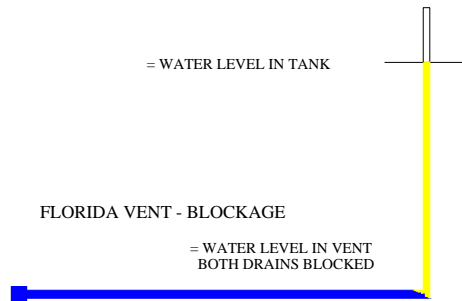 = WATER LEVEL IN TANK
FLORIDA VENT - BLOCKAGE
= WATER LEVEL IN VENT
BOTH DRAINS BLOCKED